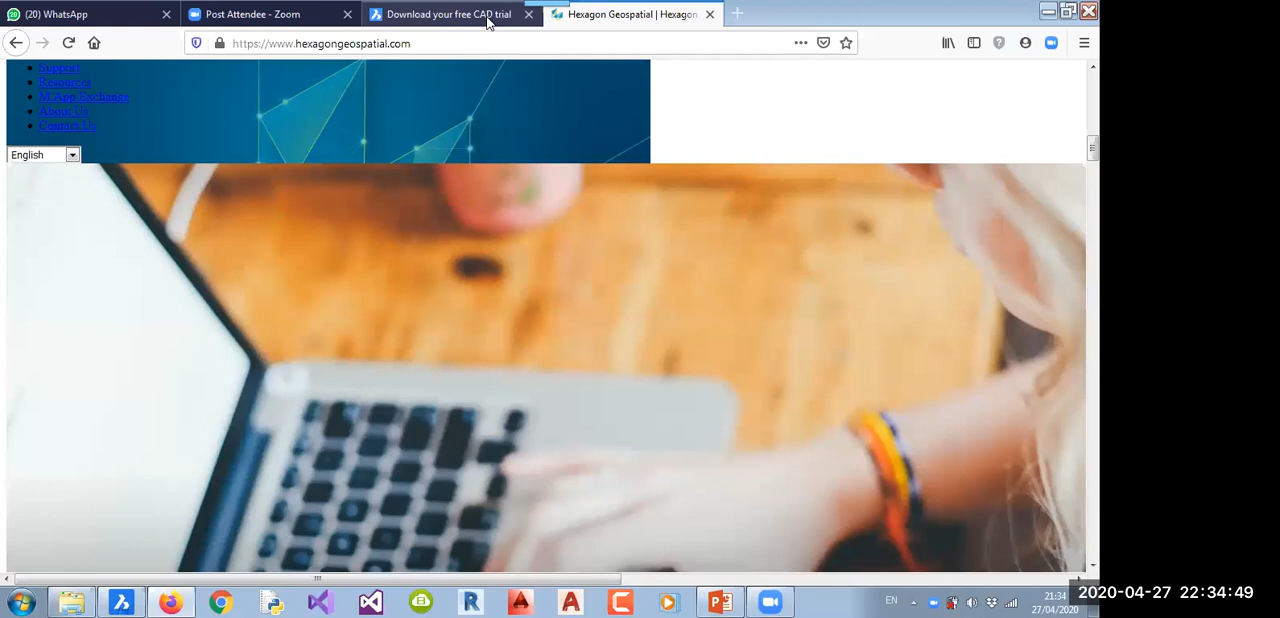 (20) WhatsApp
Post Attendee - Zoom
Download your free CAD trial
Hexagon Geospatial | Hexagon
https://www.hexagongeospatial.com
Support
Resources
M.App Exchange
About Us
Contact Us
English
EN
21:34
27/04/2020
2020-04-27 22:34:49